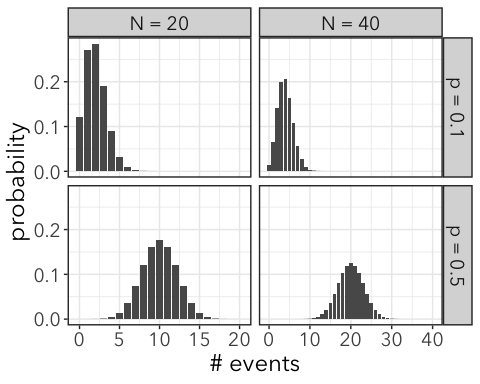 N = 20
N = 40
p = 0.1
p = 0.5
probability
0.2
0.1
0.0
0.2
0.1
0.0
0 5 10 15 20
0 10 20 30 40
# events